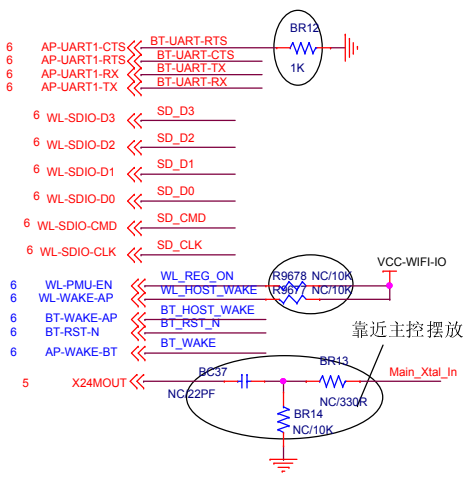 BR12
6 AP-UART1-CTS BT-UART-RTS
6 AP-UART1-RTS BT-UART-CTS
6 AP-UART1-RX BT-UART-TX
6 AP-UART1-TX BT-UART-RX
1K
6 WL-SDIO-D3 SD_D3
6 WL-SDIO-D2 SD_D2
6 WL-SDIO-D1 SD_D1
6 WL-SDIO-D0 SD_D0
6 WL-SDIO-CMD SD_CMD
6 WL-SDIO-CLK SD_CLK
VCC-WIFI-IO
6 WL-PMU-EN WL_REG_ON R9678 NC/10K
6 WL-WAKE-AP WL_HOST_WAKE R9677 NC/10K
6 BT-WAKE-AP BT_HOST_WAKE
6 BT-RST-N BT_RST_N
靠近主控摆放
6 AP-WAKE-BT BT_WAKE
BC37 BR13
5 X24MOUT Main_Xtal_In
NC/22PF NC/330R
BR14
NC/10K